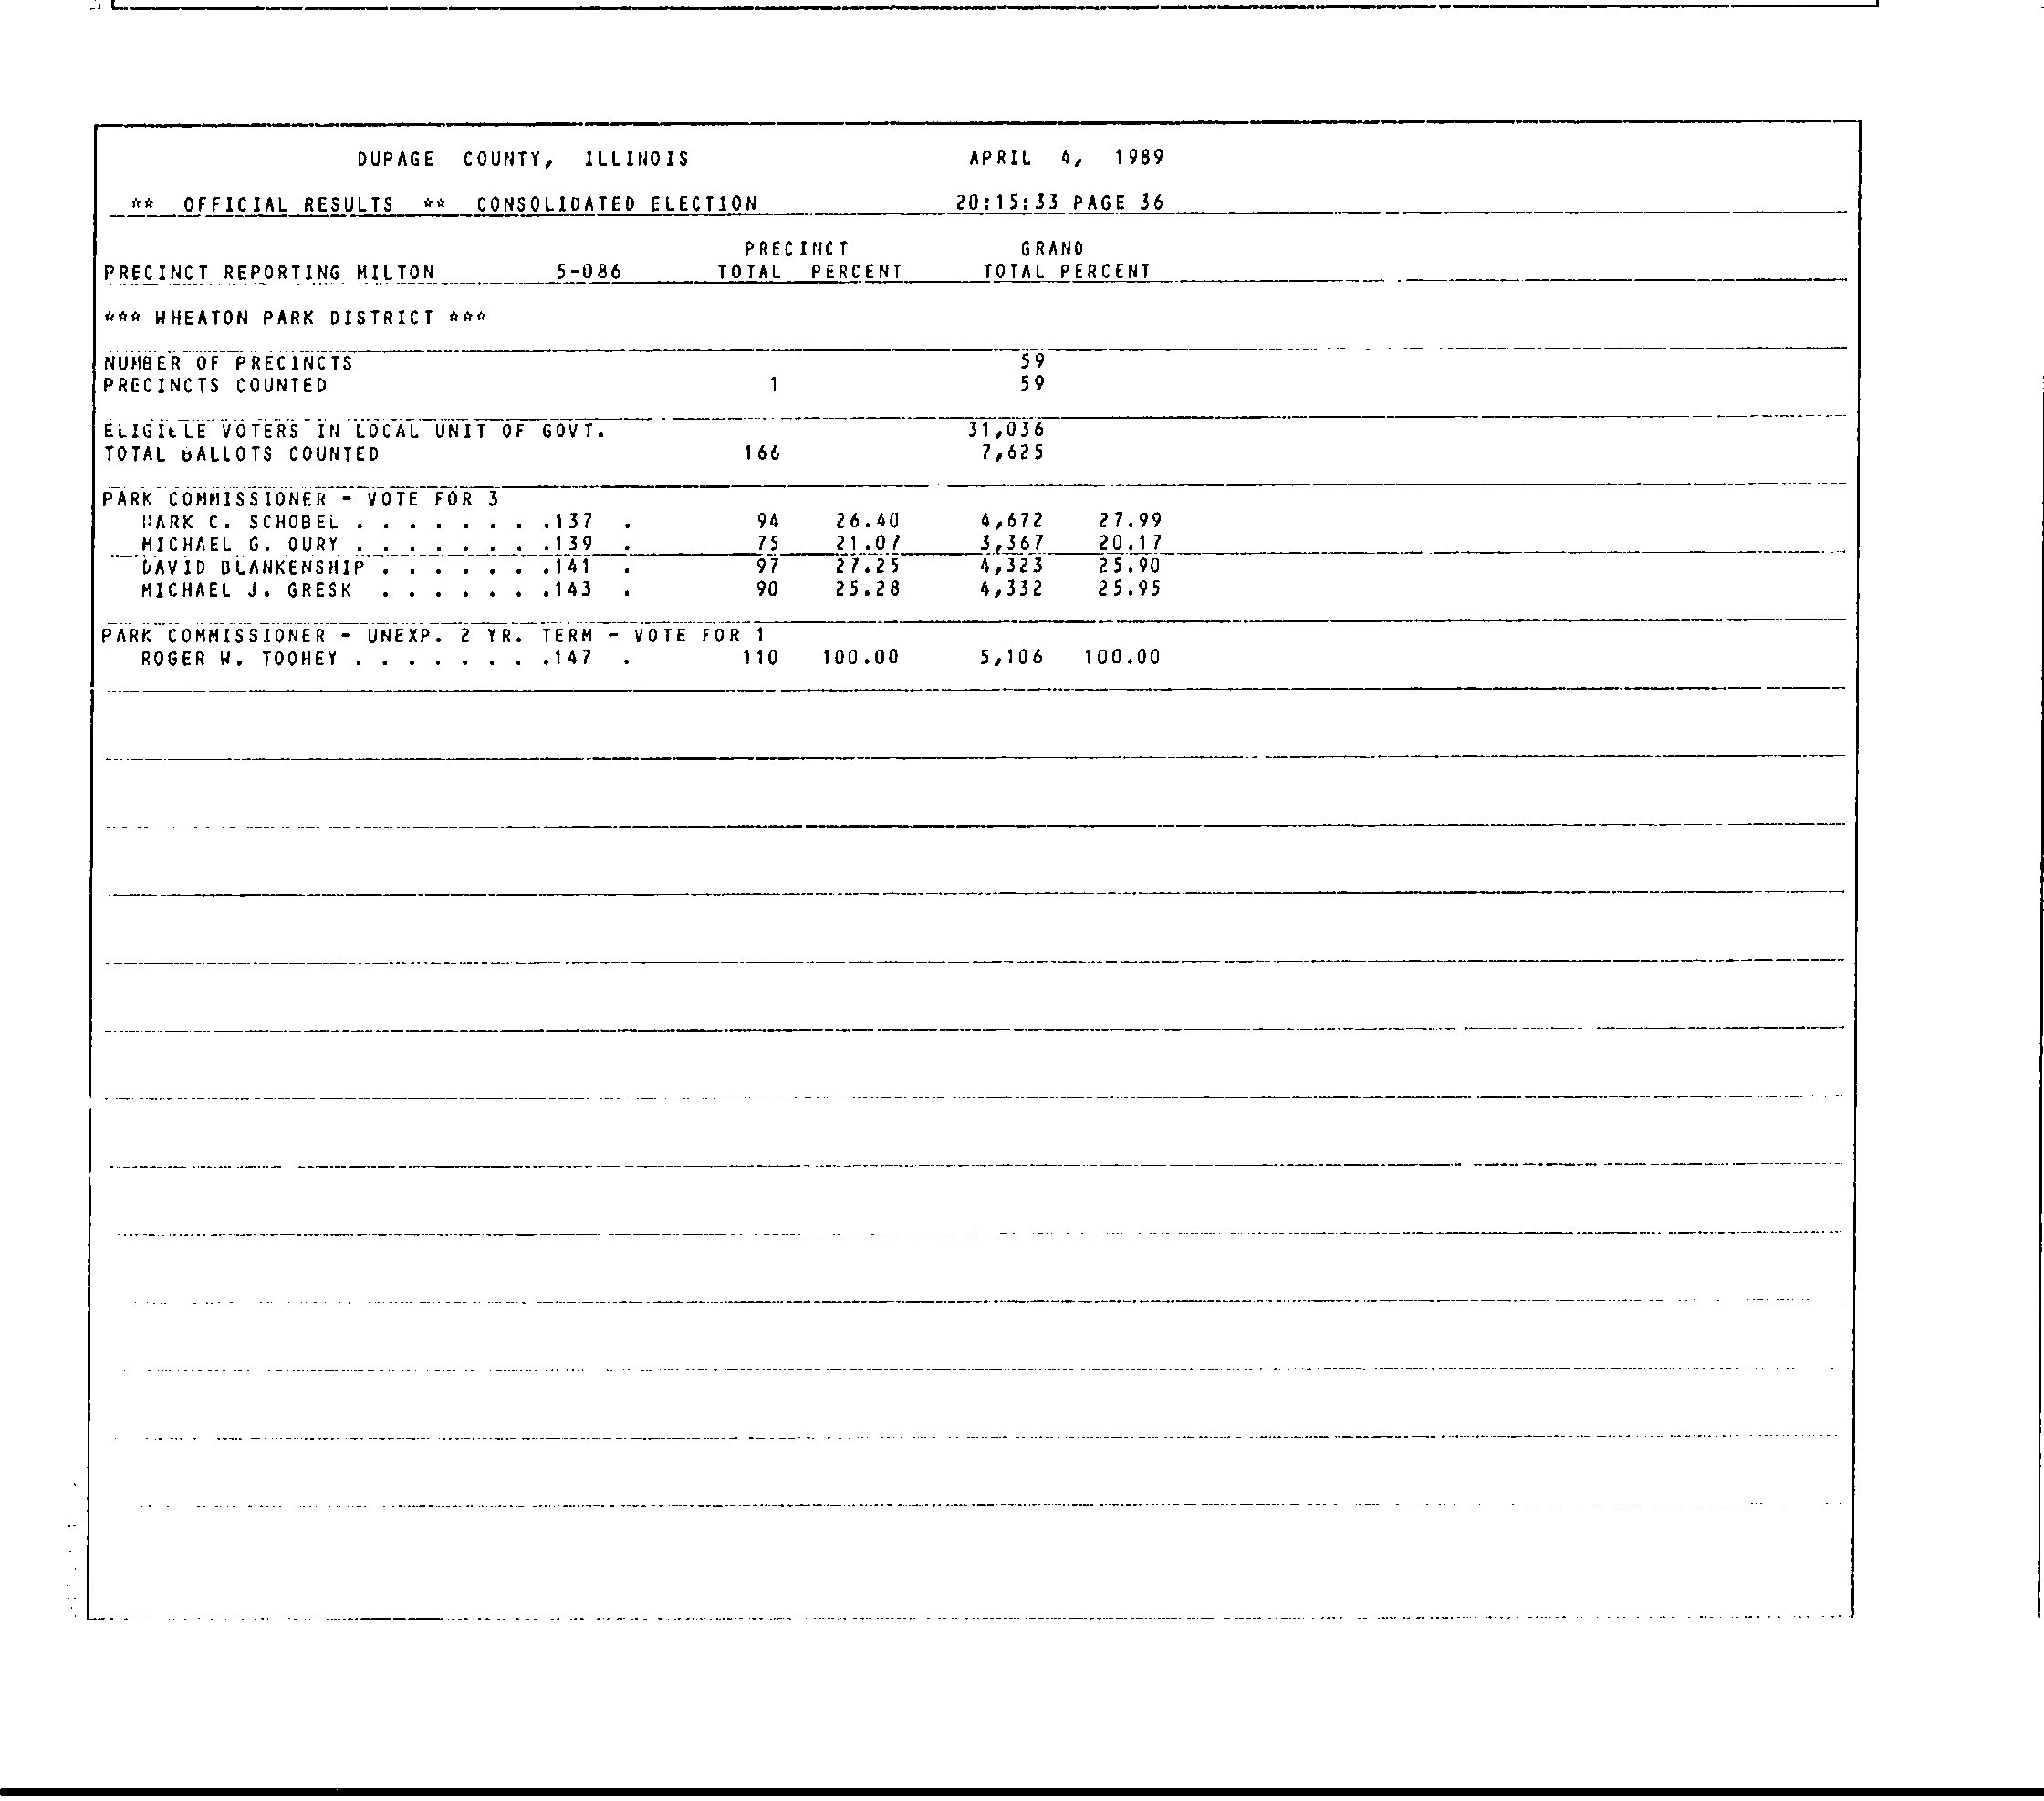 DUPAGE COUNTY, ILLINOIS APRIL 4, 1989
** OFFICIAL RESULTS ** CONSOLIDATED ELECTION 20:15:33 PAGE 36
PRECINCT GRAND
PRECINCT REPORTING MILTON 5-086 TOTAL PERCENT TOTAL PERCENT
*** WHEATON PARK DISTRICT ***
NUMBER OF PRECINCTS 59
PRECINCTS COUNTED 1 59
ELIGIBLE VOTERS IN LOCAL UNIT OF GOVT. 31,036
TOTAL BALLOTS COUNTED 166 7,625
PARK COMMISSIONER - VOTE FOR 3
MARK C. SCHOBEL . . . . . . . .137 . 94 26.40 4,672 27.99
MICHAEL G. OURY . . . . . . . .139 . 75 21.07 3,367 20.17
DAVID BLANKENSHIP . . . . . . .141 . 97 27.25 4,323 25.90
MICHAEL J. GRESK . . . . . . .143 . 90 25.28 4,332 25.95
PARK COMMISSIONER - UNEXP. 2 YR. TERM - VOTE FOR 1
ROGER W. TOOHEY . . . . . . . .147 . 110 100.00 5,106 100.00